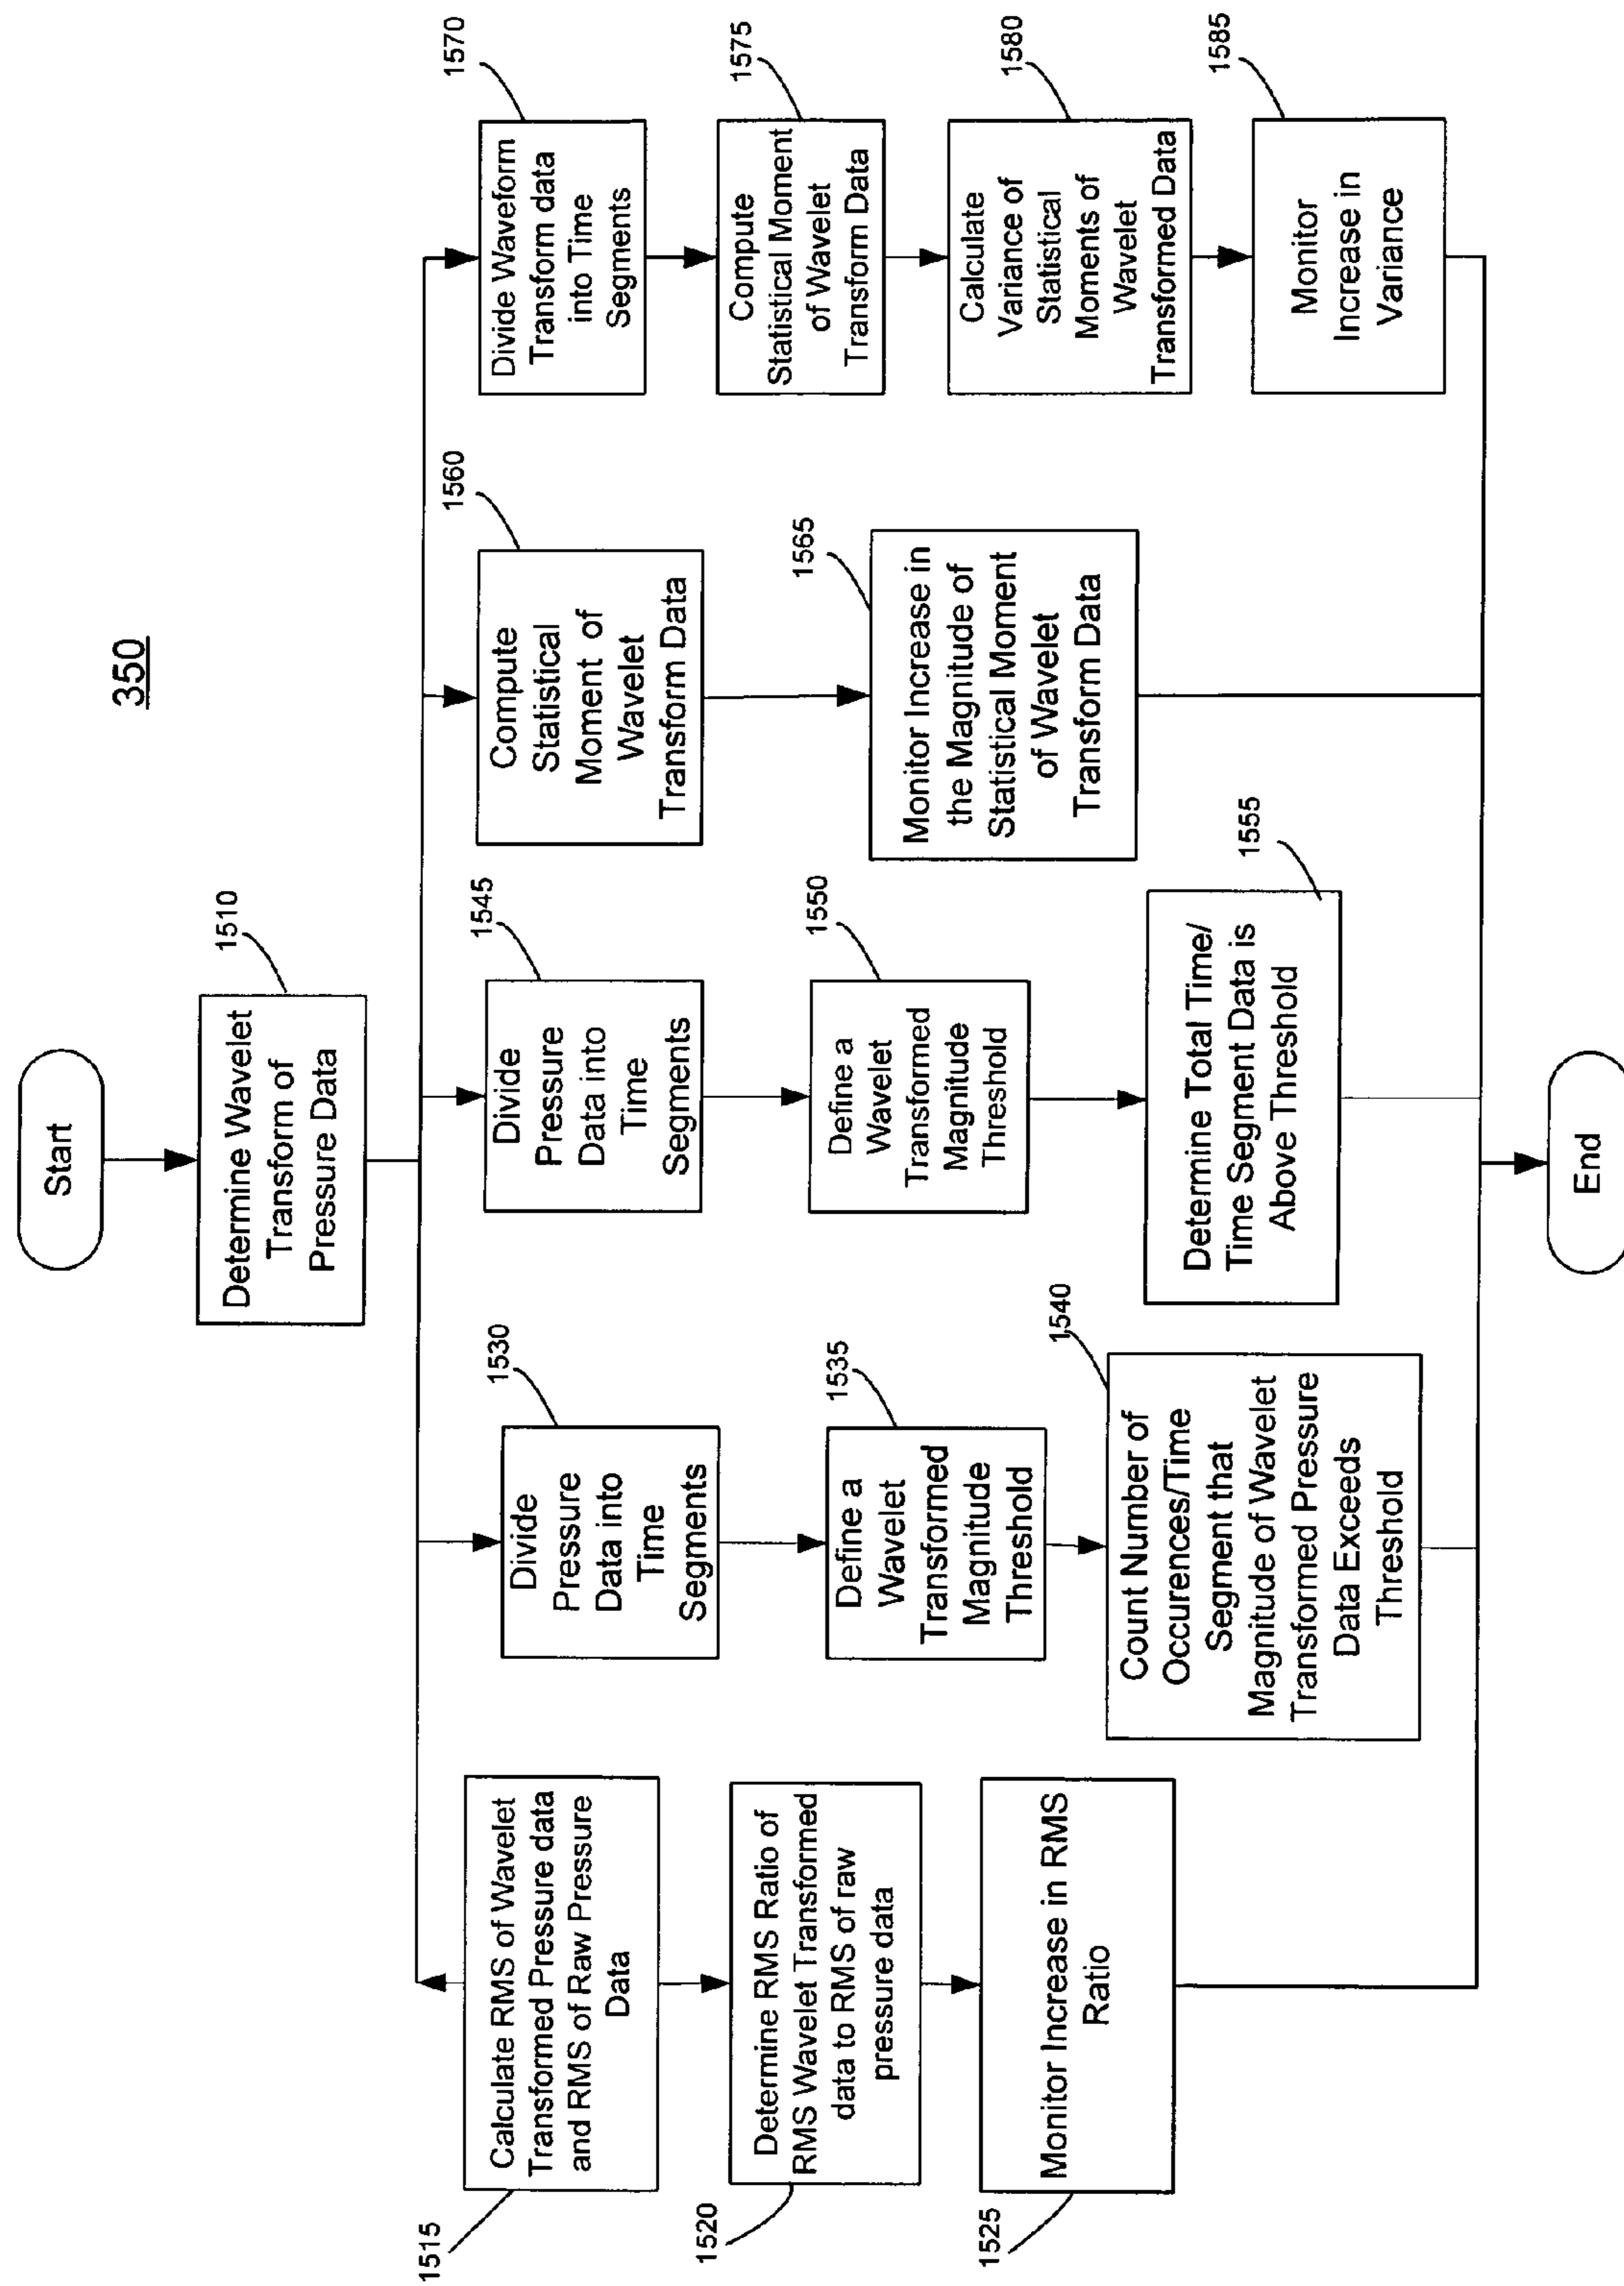 350
Start
1510
Determine Wavelet
Transform of
Pressure Data
1515
Calculate RMS of Wavelet
Transformed Pressure data
and RMS of Raw Pressure
Data
1520
Determine RMS Ratio of
RMS Wavelet Transformed
data to RMS of raw
pressure data
1525
Monitor Increase in RMS
Ratio
1530
Divide
Pressure
Data into
Time
Segments
1535
Define a
Wavelet
Transformed
Magnitude
Threshold
1540
Count Number of
Occurences/Time
Segment that
Magnitude of Wavelet
Transformed Pressure
Data Exceeds
Threshold
1545
Divide
Pressure
Data into
Time
Segments
1550
Define a
Wavelet
Transformed
Magnitude
Threshold
1555
Determine Total Time/
Time Segment Data is
Above Threshold
1560
Compute
Statistical
Moment of
Wavelet
Transform Data
1565
Monitor Increase in
the Magnitude of
Statistical Moment
of Wavelet
Transform Data
1570
Divide Waveform
Transform data
into Time
Segments
1575
Compute
Statistical Moment
of Wavelet
Transform Data
1580
Calculate
Variance of
Statistical
Moments of
Wavelet
Transformed Data
1585
Monitor
Increase in
Variance
End